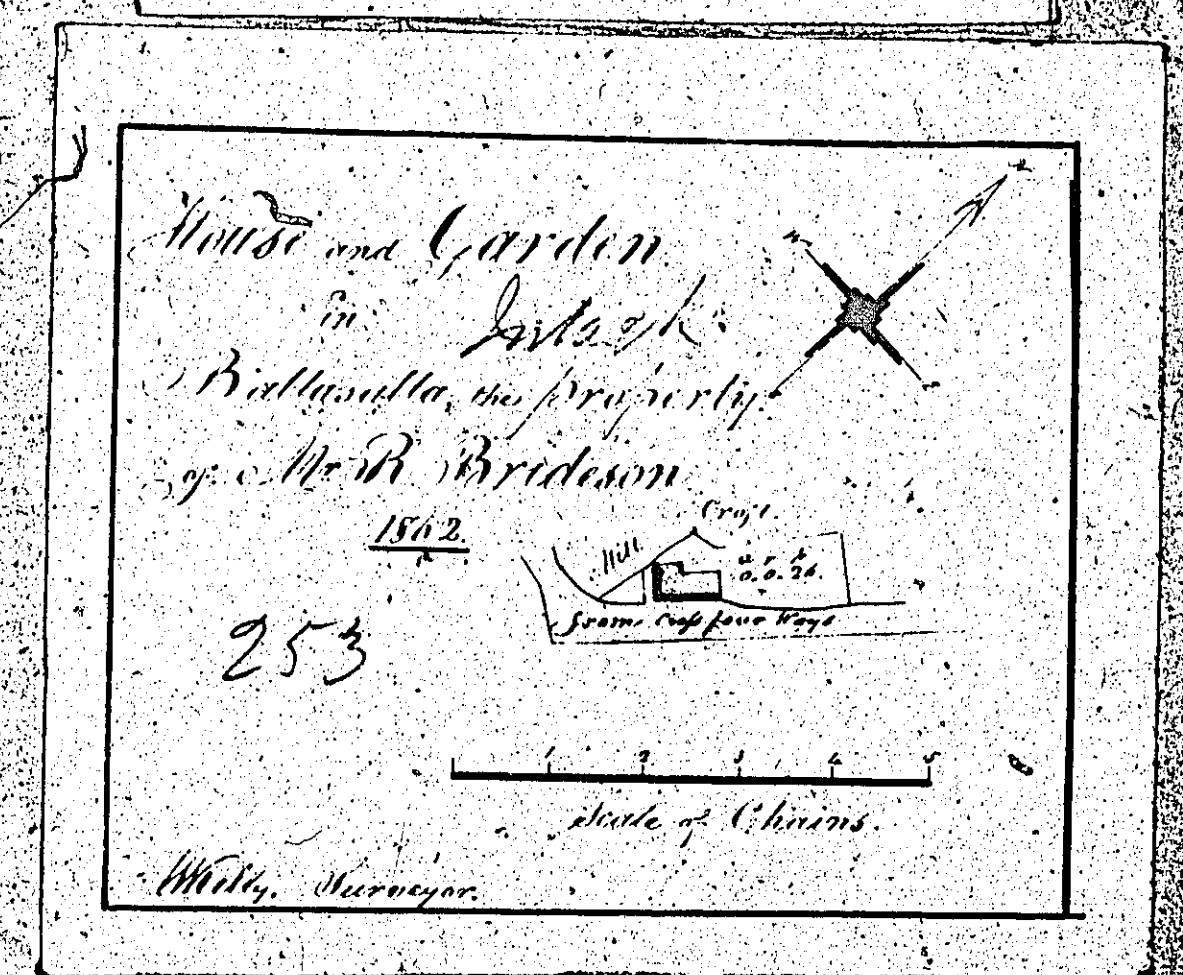 House and Garden
in Intack
Ballasalla, the property
of Mr R Brideson
1862.
Croft.
Hill
a. r. p.
0. 0. 26.
from Cross four Ways
253
1 2 3 4 5
Scale of Chains.
Surveyor.